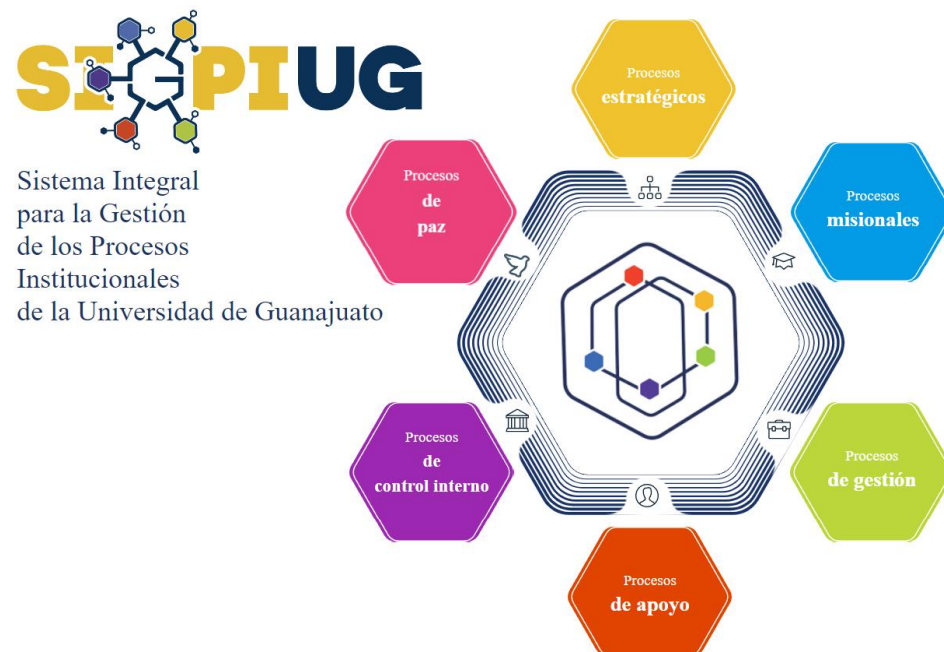 SIGPIUG
Sistema Integral
para la Gestión
de los Procesos
Institucionales
de la Universidad de Guanajuato
Procesos
estratégicos
Procesos
misionales
Procesos
de gestión
Procesos
de apoyo
Procesos
de
control interno
Procesos
de
paz